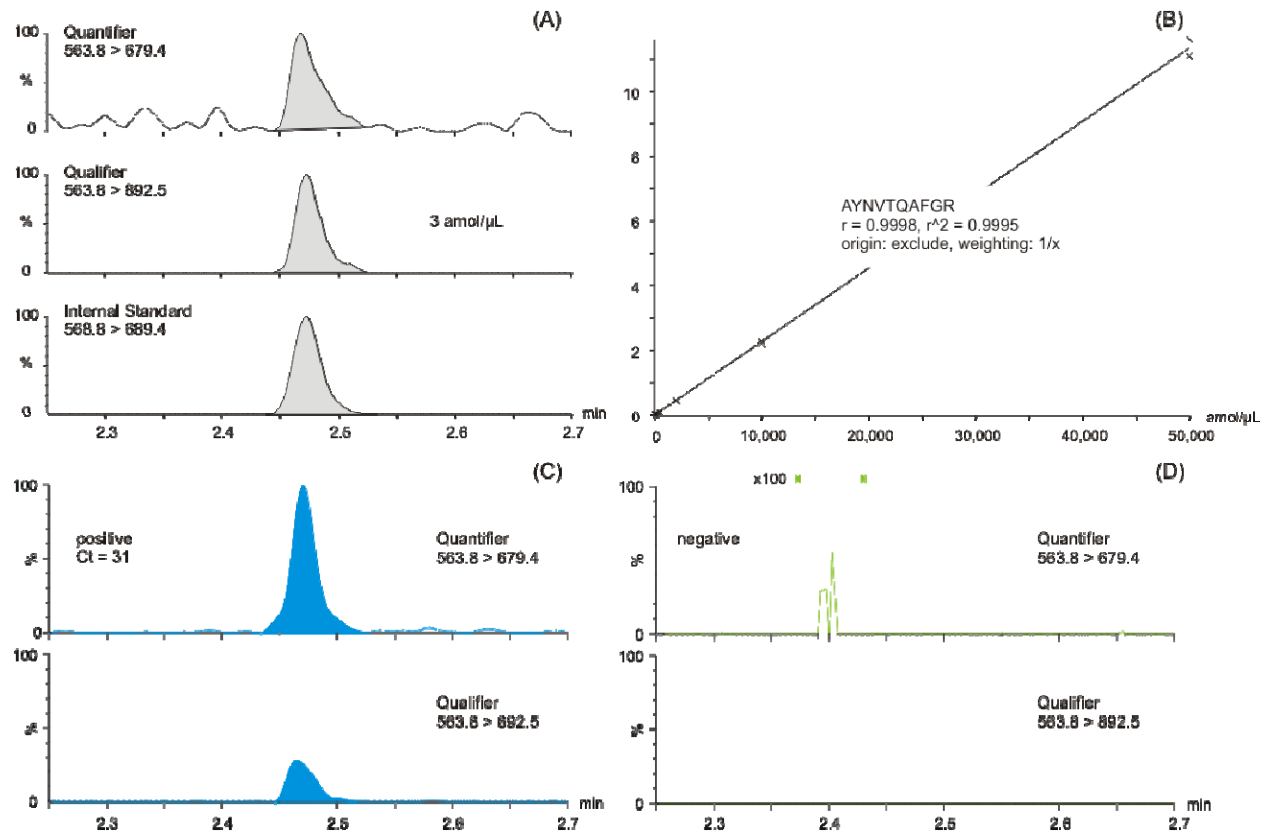 (A)
Quantifier
563.8 > 679.4
100
%
0
Qualifier
563.8 > 892.5
3 amol/µL
100
%
0
Internal Standard
568.8 > 689.4
100
%
0
2.3 2.4 2.5 2.6 2.7 min
(B)
10
8
6
4
2
0
AYNVTQAFGR
r = 0.9998, r^2 = 0.9995
origin: exclude, weighting: 1/x
0 10,000 20,000 30,000 40,000 50,000 amol/µL
(C)
100
positive
Ct = 31
Quantifier
563.8 > 679.4
%
0
100
Qualifier
563.8 > 692.5
%
0
2.3 2.4 2.5 2.6 2.7 min
(D)
x100
100
negative
Quantifier
563.8 > 679.4
%
0
100
Qualifier
563.8 > 892.5
%
0
2.3 2.4 2.5 2.6 2.7 min